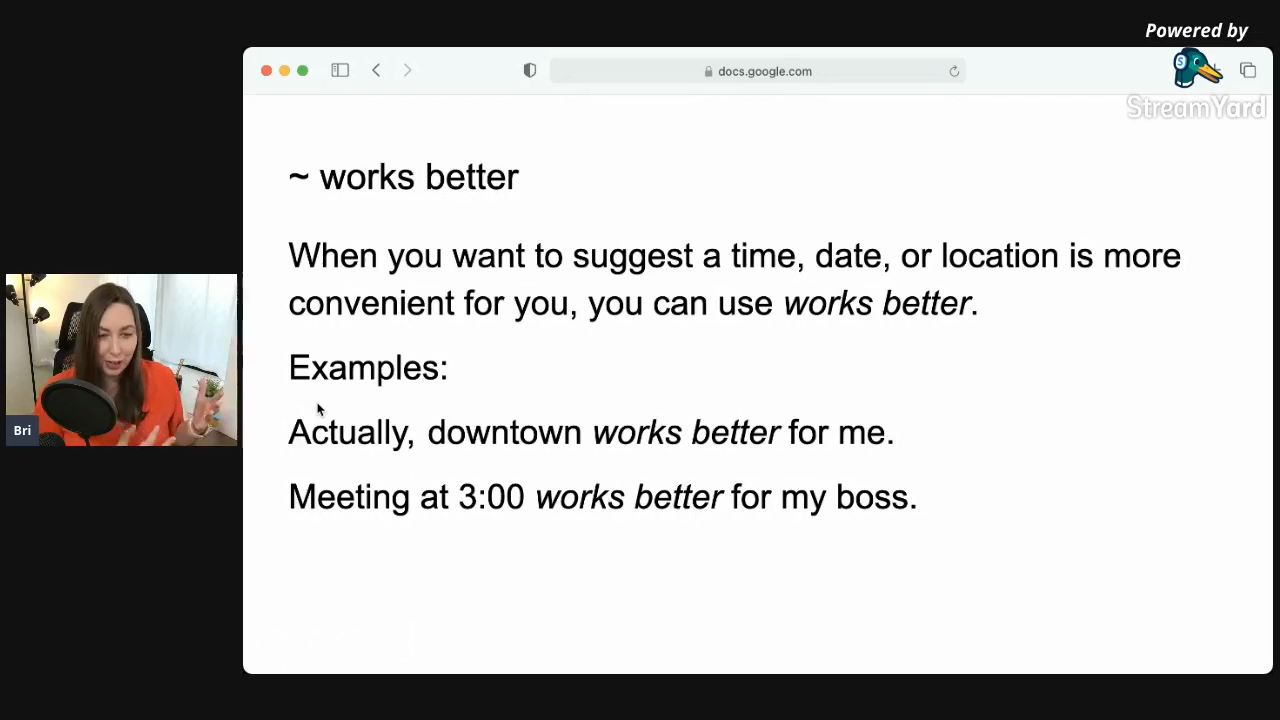 Powered by
docs.google.com
StreamYard
~ works better
When you want to suggest a time, date, or location is more
convenient for you, you can use works better.
Examples:
Actually, downtown works better for me.
Bri
Meeting at 3:00 works better for my boss.